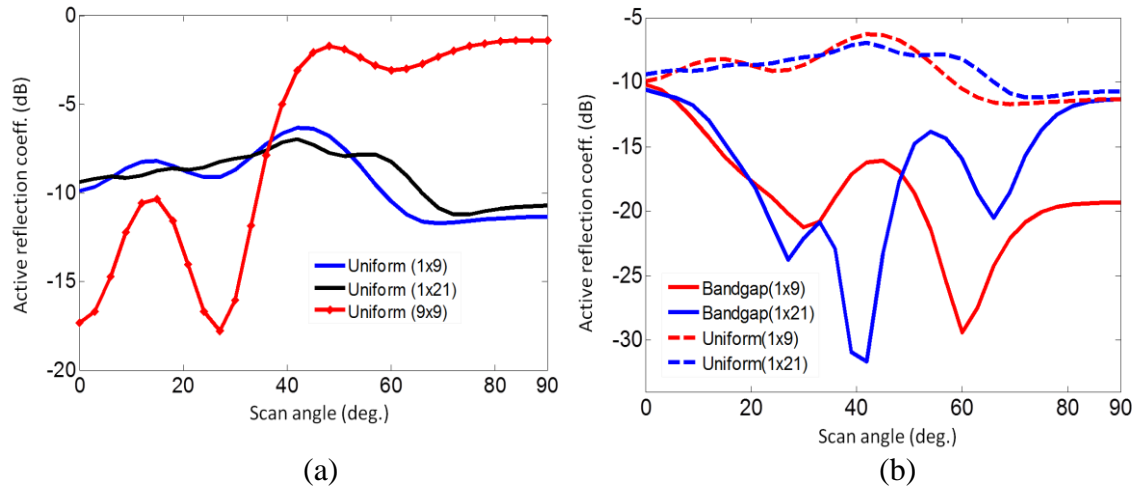 0
-5
-10
-15
-20
Active reflection coeff. (dB)
Uniform (1x9)
Uniform (1x21)
Uniform (9x9)
0
20
40
60
80
90
Scan angle (deg.)
(a)
-5
-10
-15
-20
-25
-30
Active reflection coeff. (dB)
Bandgap(1x9)
Bandgap(1x21)
Uniform(1x9)
Uniform(1x21)
0
20
40
60
80
90
Scan angle (deg.)
(b)